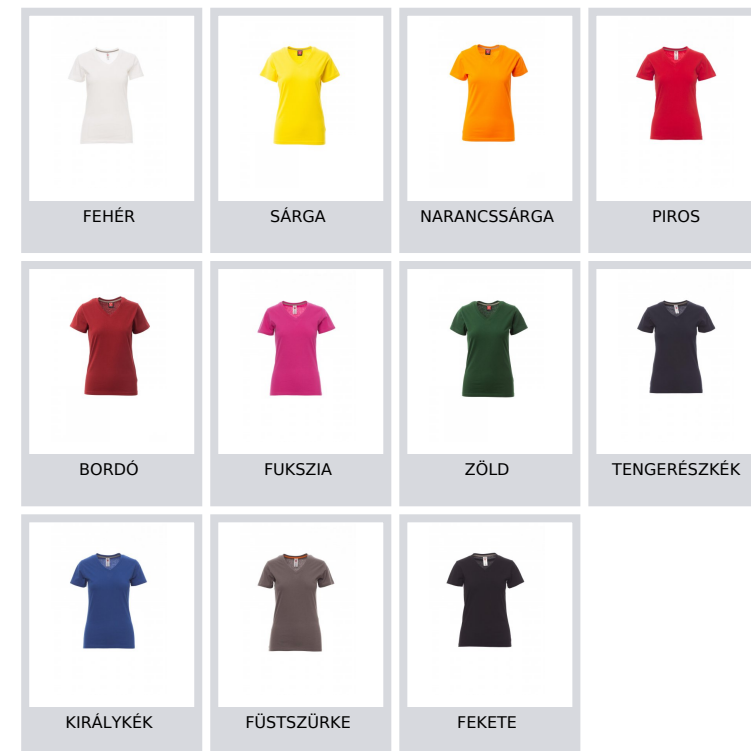 FEHÉR
SÁRGA
NARANCSSÁRGA
PIROS
BORDÓ
FUKSZIA
ZÖLD
TENGERÉSZKÉK
KIRÁLYKÉK
FÜSTSZÜRKE
FEKETE